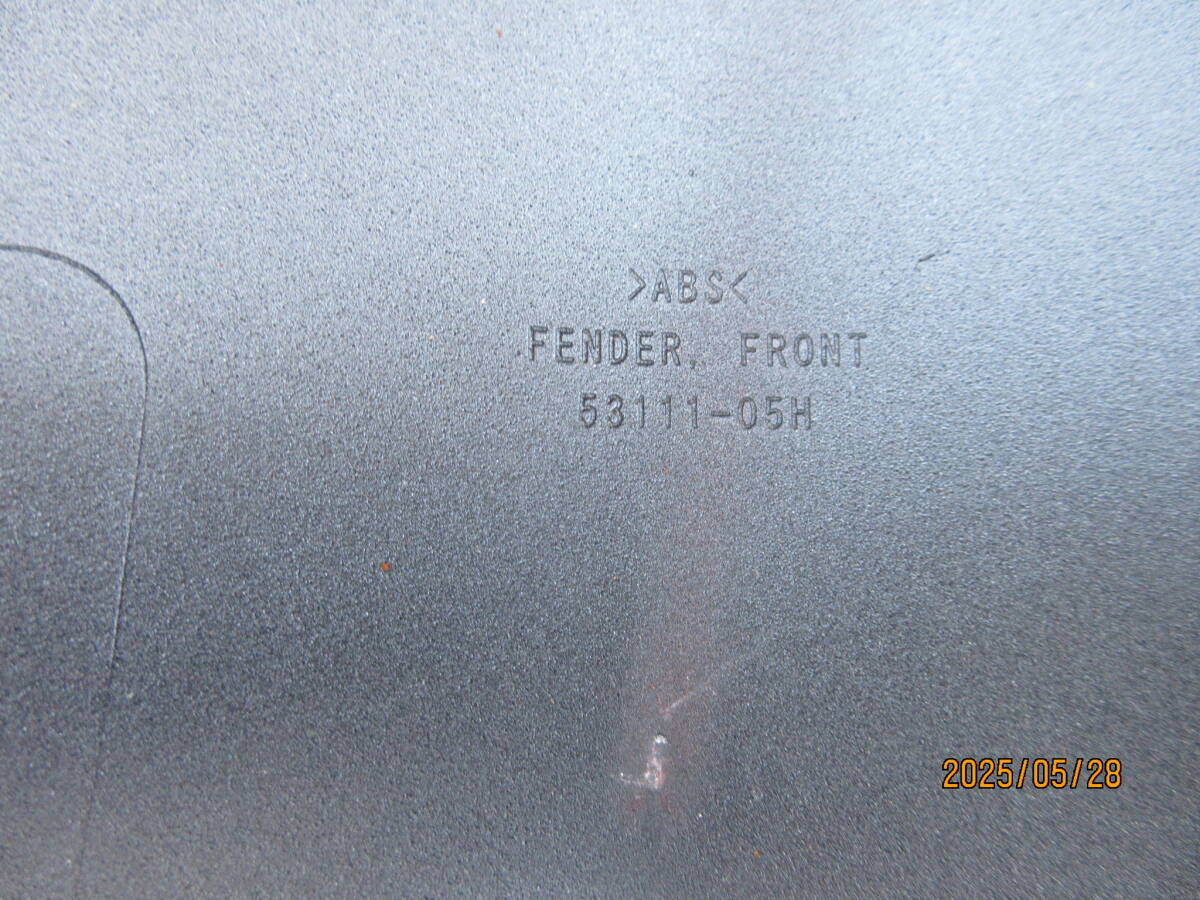 >ABS<
FENDER, FRONT
53111-05H
2025/05/28